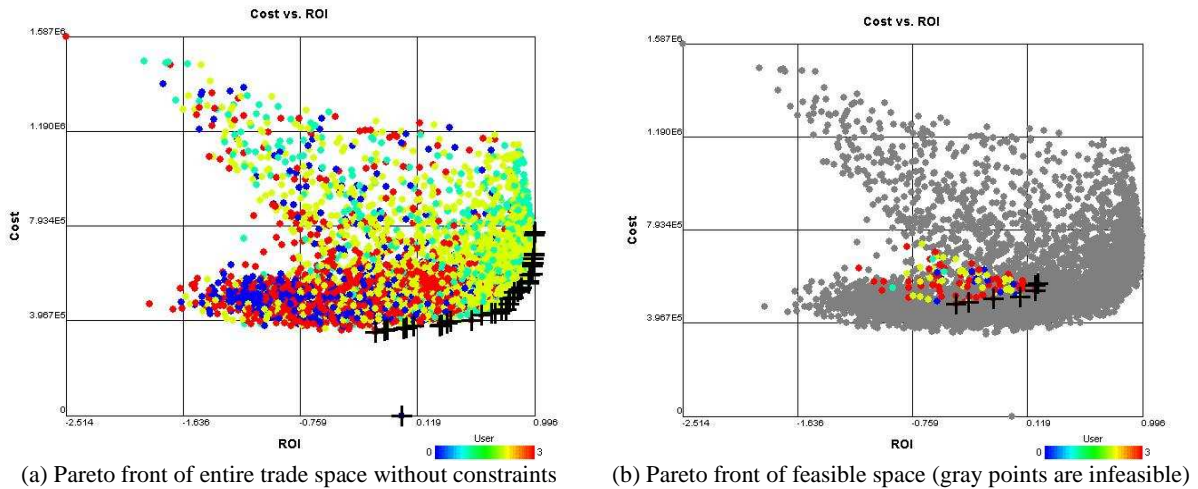 Cost vs. ROI
1.587E6
1.190E6
7.934E5
3.967E5
0
Cost
-2.514
-1.636
-0.759
0.119
0.996
ROI
User
0
3
(a) Pareto front of entire trade space without constraints
Cost vs. ROI
1.587E6
1.190E6
7.934E5
3.967E5
0
Cost
-2.514
-1.636
-0.759
0.119
0.996
ROI
User
0
3
(b) Pareto front of feasible space (gray points are infeasible)